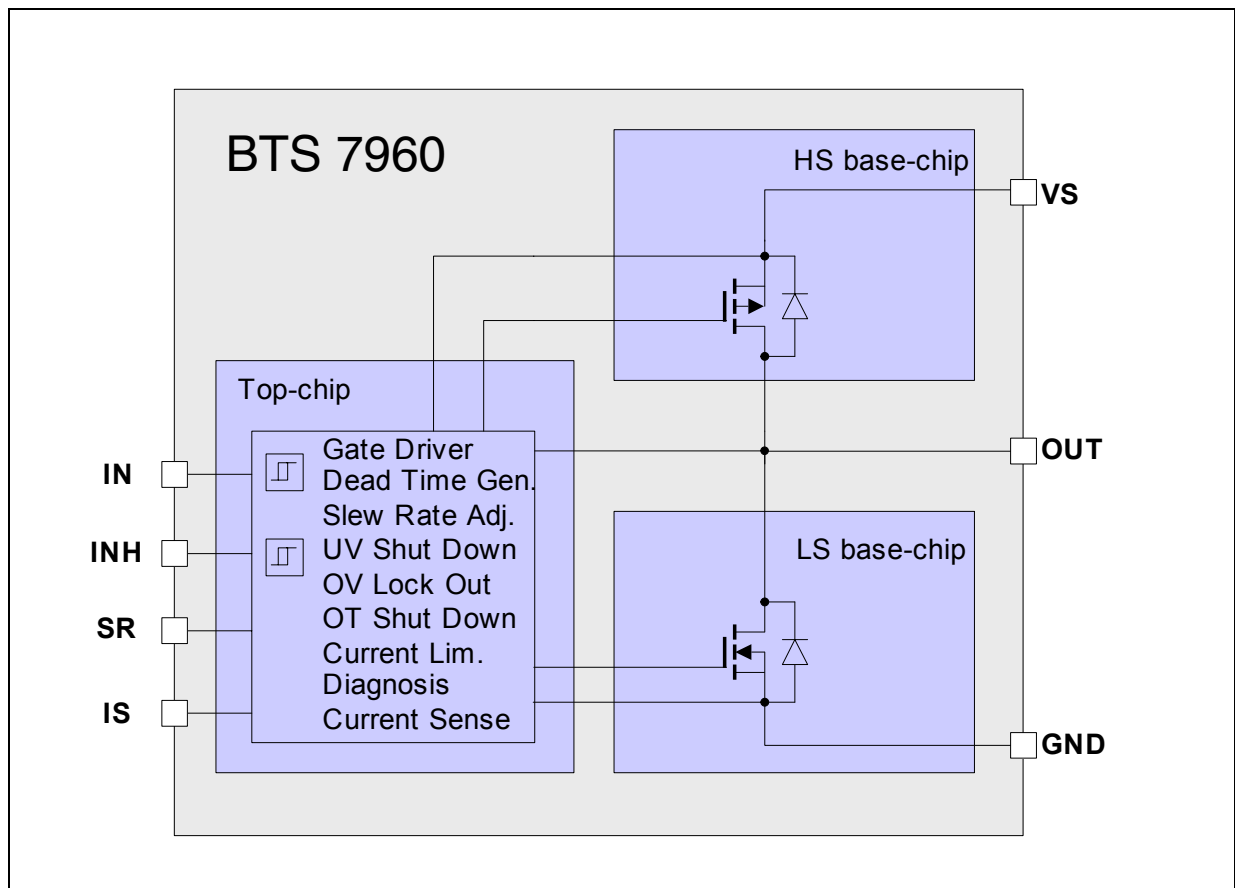 BTS 7960
HS base-chip
VS
Top-chip
Gate Driver
Dead Time Gen.
Slew Rate Adj.
UV Shut Down
OV Lock Out
OT Shut Down
Current Lim.
Diagnosis
Current Sense
IN
INH
SR
IS
OUT
LS base-chip
GND